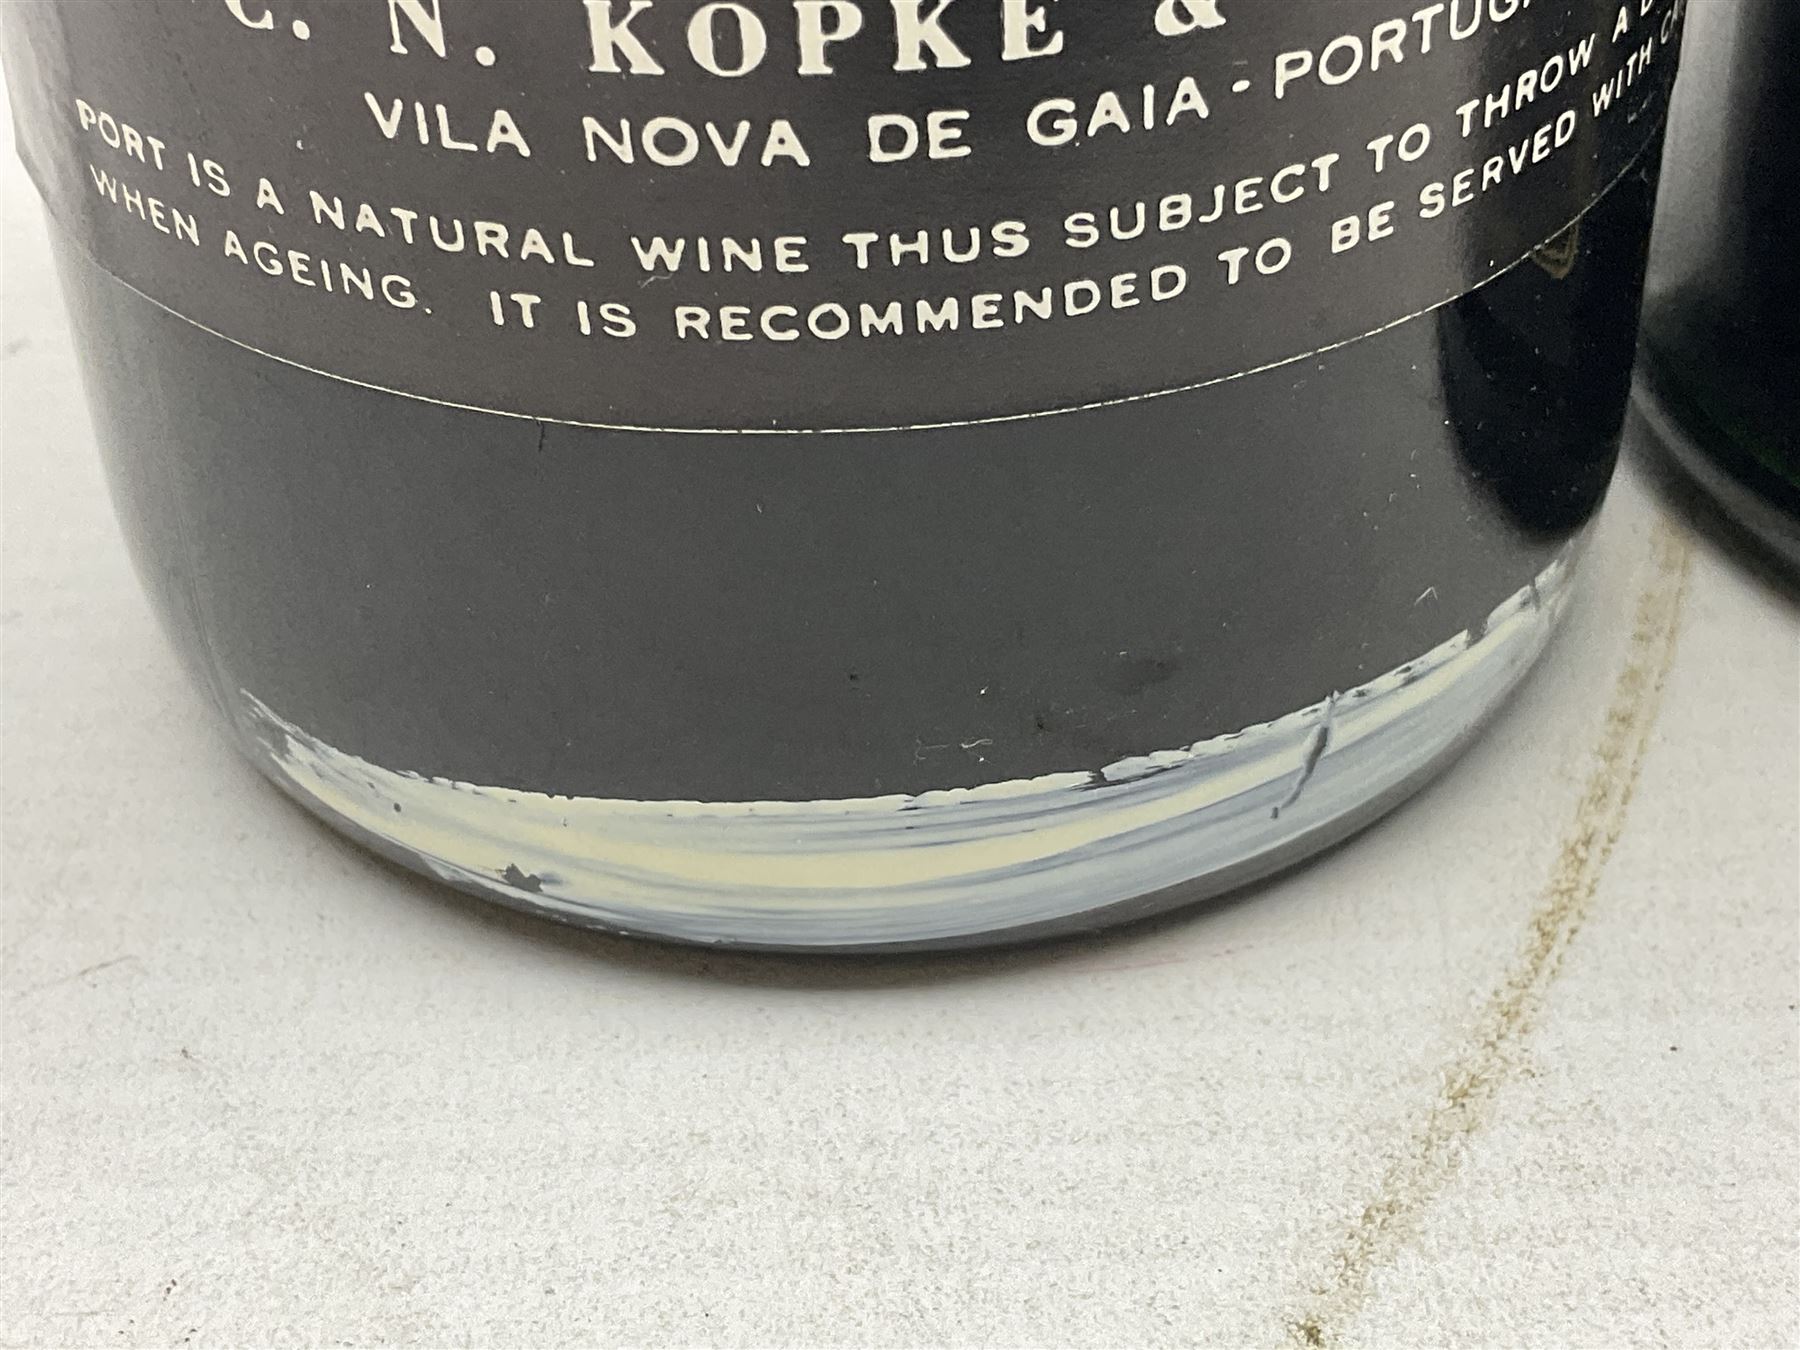 C. N. KOPKE &
VILA NOVA DE GAIA - PORTUG
PORT IS A NATURAL WINE THUS SUBJECT TO THROW A
WHEN AGEING. IT IS RECOMMENDED TO BE SERVED WITH